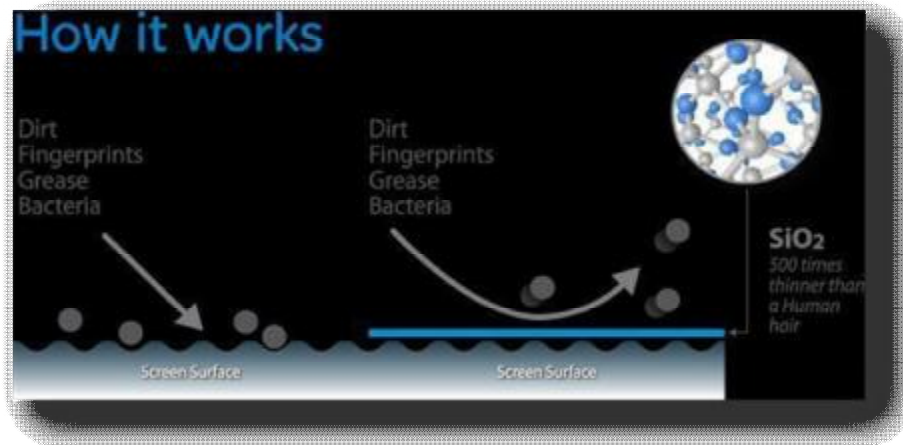 How it works
Dirt
Fingerprints
Grease
Bacteria
Dirt
Fingerprints
Grease
Bacteria
SiO2
500 times
thinner than
a Human
hair
Screen Surface
Screen Surface